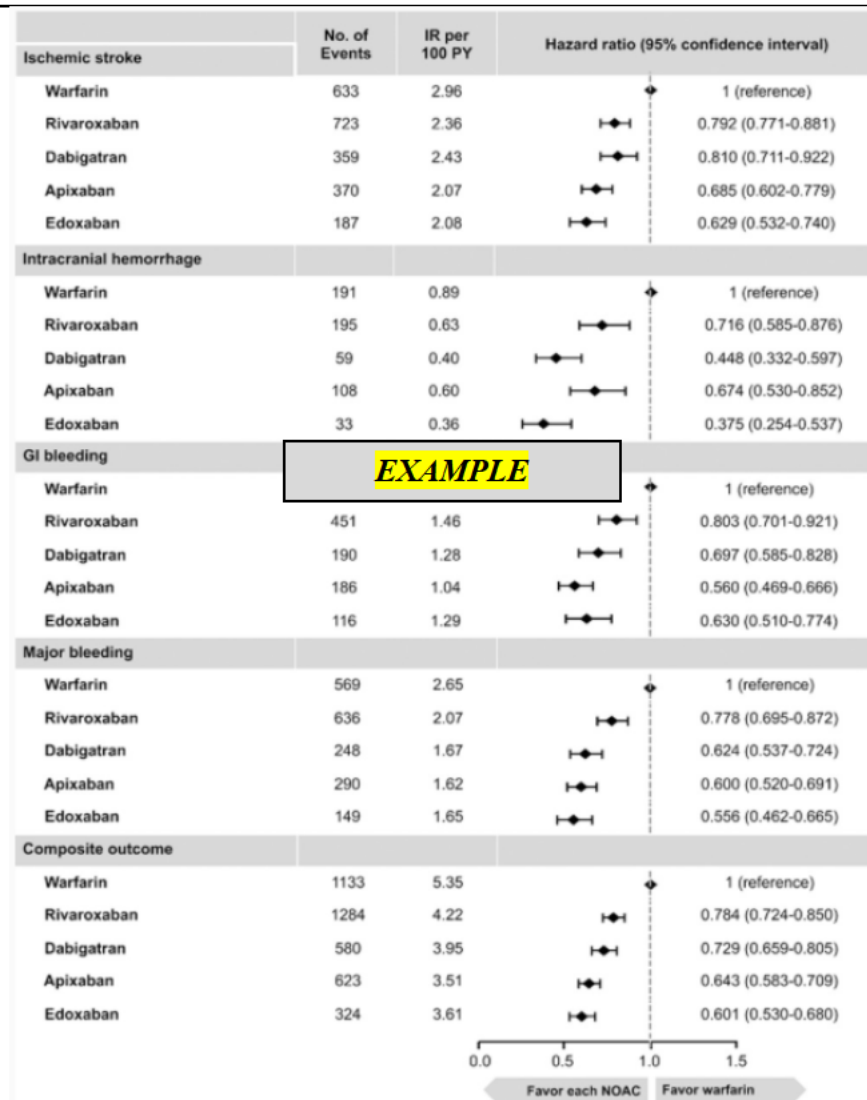 No. of Events IR per 100 PY Hazard ratio (95% confidence interval)
Ischemic stroke
Warfarin 633 2.96 1 (reference)
Rivaroxaban 723 2.36 0.792 (0.771-0.881)
Dabigatran 359 2.43 0.810 (0.711-0.922)
Apixaban 370 2.07 0.685 (0.602-0.779)
Edoxaban 187 2.08 0.629 (0.532-0.740)
Intracranial hemorrhage
Warfarin 191 0.89 1 (reference)
Rivaroxaban 195 0.63 0.716 (0.585-0.876)
Dabigatran 59 0.40 0.448 (0.332-0.597)
Apixaban 108 0.60 0.674 (0.530-0.852)
Edoxaban 33 0.36 0.375 (0.254-0.537)
GI bleeding
EXAMPLE
Warfarin 1 (reference)
Rivaroxaban 451 1.46 0.803 (0.701-0.921)
Dabigatran 190 1.28 0.697 (0.585-0.828)
Apixaban 186 1.04 0.560 (0.469-0.666)
Edoxaban 116 1.29 0.630 (0.510-0.774)
Major bleeding
Warfarin 569 2.65 1 (reference)
Rivaroxaban 636 2.07 0.778 (0.695-0.872)
Dabigatran 248 1.67 0.624 (0.537-0.724)
Apixaban 290 1.62 0.600 (0.520-0.691)
Edoxaban 149 1.65 0.556 (0.462-0.665)
Composite outcome
Warfarin 1133 5.35 1 (reference)
Rivaroxaban 1284 4.22 0.784 (0.724-0.850)
Dabigatran 580 3.95 0.729 (0.659-0.805)
Apixaban 623 3.51 0.643 (0.583-0.709)
Edoxaban 324 3.61 0.601 (0.530-0.680)
0.0 0.5 1.0 1.5
Favor each NOAC Favor warfarin